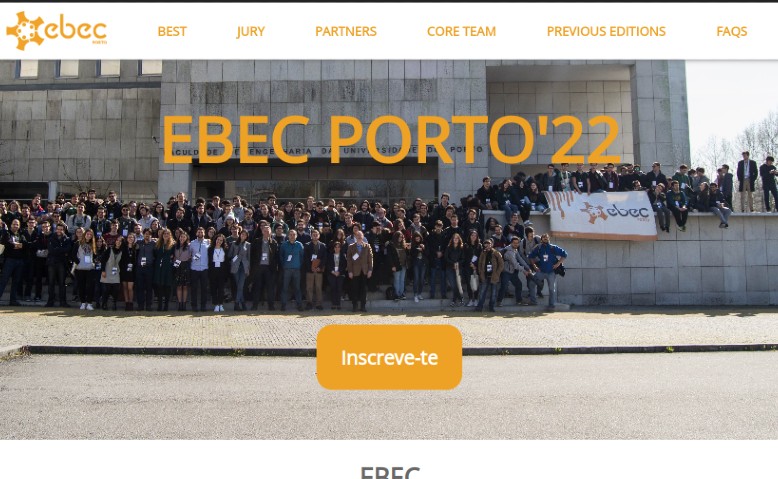 ebec
PORTO
BEST
JURY
PARTNERS
CORE TEAM
PREVIOUS EDITIONS
FAQS
EBEC PORTO'22
FACULDADE DE ENGENHARIA DA UNIVERSIDADE DO PORTO
ebec
Inscreve-te
EBEC